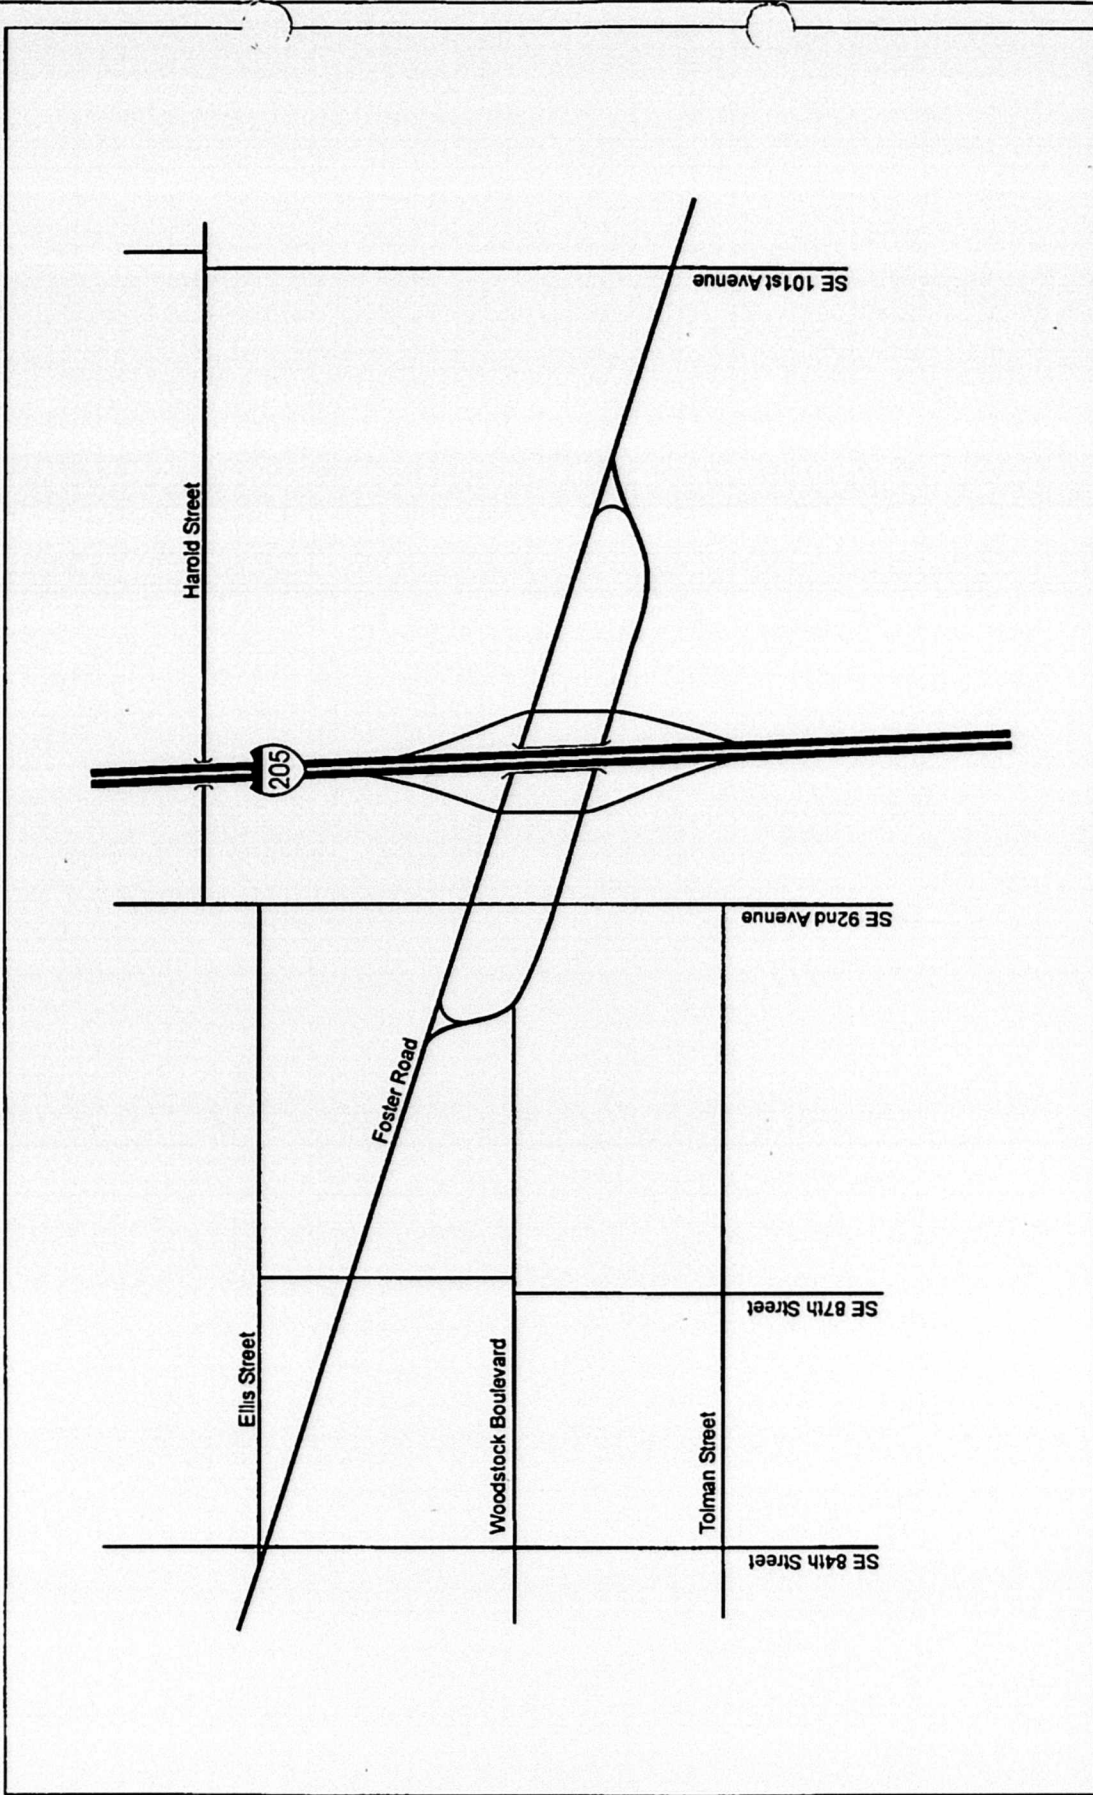 SE 101st Avenue
Harold Street
205
SE 92nd Avenue
Foster Road
SE 87th Street
Ellis Street
Woodstock Boulevard
Tolman Street
SE 84th Street